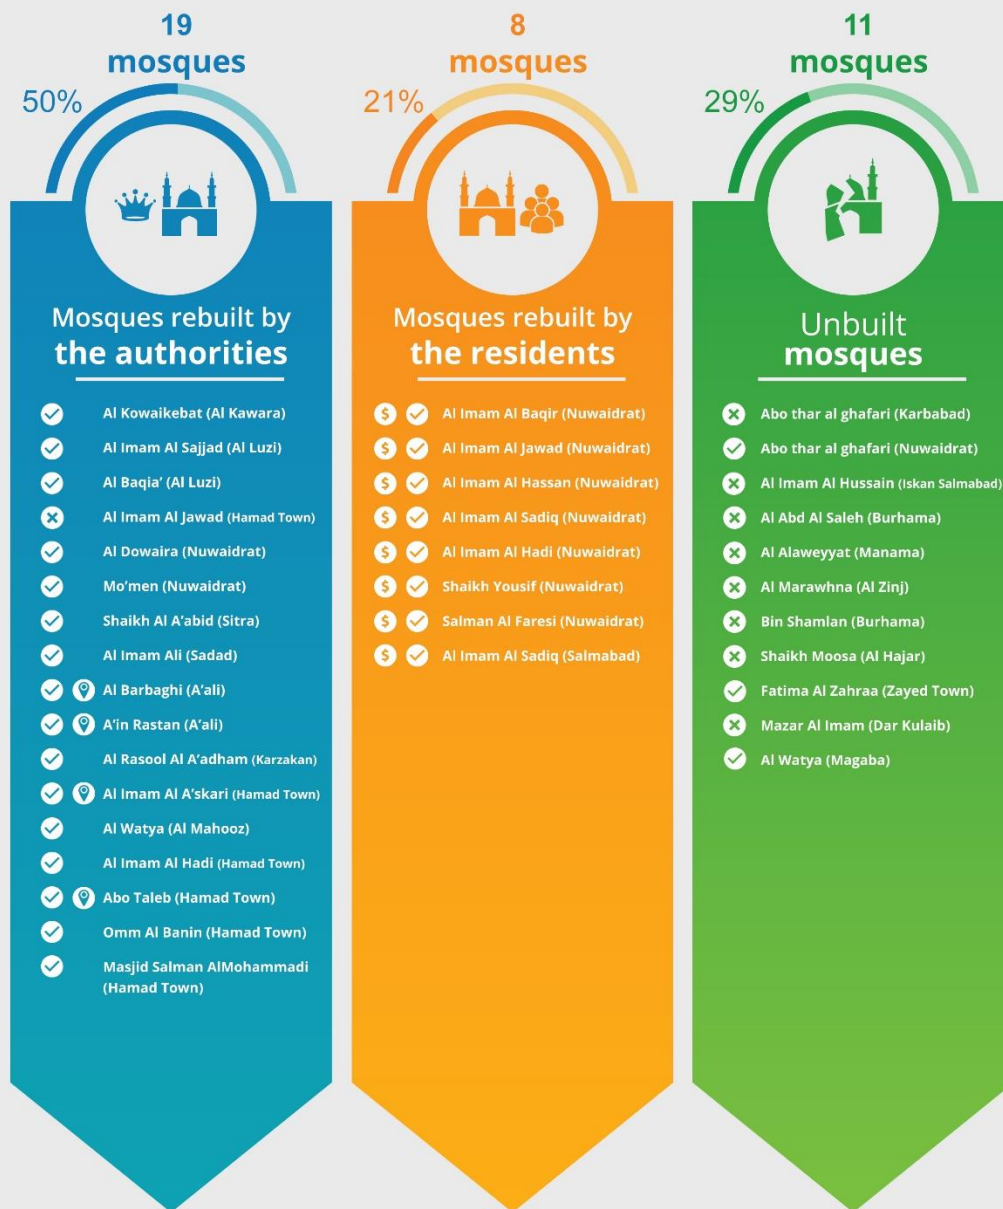 19
mosques
50%
Mosques rebuilt by
the authorities
Al Kowaikebat (Al Kawara)
Al Imam Al Sajjad (Al Luzi)
Al Baqia’ (Al Luzi)
Al Imam Al Jawad (Hamad Town)
Al Dowaira (Nuwaidrat)
Mo’men (Nuwaidrat)
Shaikh Al A’abid (Sitra)
Al Imam Ali (Sadad)
Al Barbaghi (A’ali)
A’in Rastan (A’ali)
Al Rasool Al A’adham (Karzakan)
Al Imam Al A’skari (Hamad Town)
Al Watya (Al Mahooz)
Al Imam Al Hadi (Hamad Town)
Abo Taleb (Hamad Town)
Omm Al Banin (Hamad Town)
Masjid Salman AlMohammadi
(Hamad Town)
8
mosques
21%
Mosques rebuilt by
the residents
$ Al Imam Al Baqir (Nuwaidrat)
$ Al Imam Al Jawad (Nuwaidrat)
$ Al Imam Al Hassan (Nuwaidrat)
$ Al Imam Al Sadiq (Nuwaidrat)
$ Al Imam Al Hadi (Nuwaidrat)
$ Shaikh Yousif (Nuwaidrat)
$ Salman Al Faresi (Nuwaidrat)
$ Al Imam Al Sadiq (Salmabad)
11
mosques
29%
Unbuilt
mosques
Abo thar al ghafari (Karbabad)
Abo thar al ghafari (Nuwaidrat)
Al Imam Al Hussain (Iskan Salmabad)
Al Abd Al Saleh (Burhama)
Al Alaweyyat (Manama)
Al Marawhna (Al Zinj)
Bin Shamlan (Burhama)
Shaikh Moosa (Al Hajar)
Fatima Al Zahraa (Zayed Town)
Mazar Al Imam (Dar Kulaib)
Al Watya (Magaba)